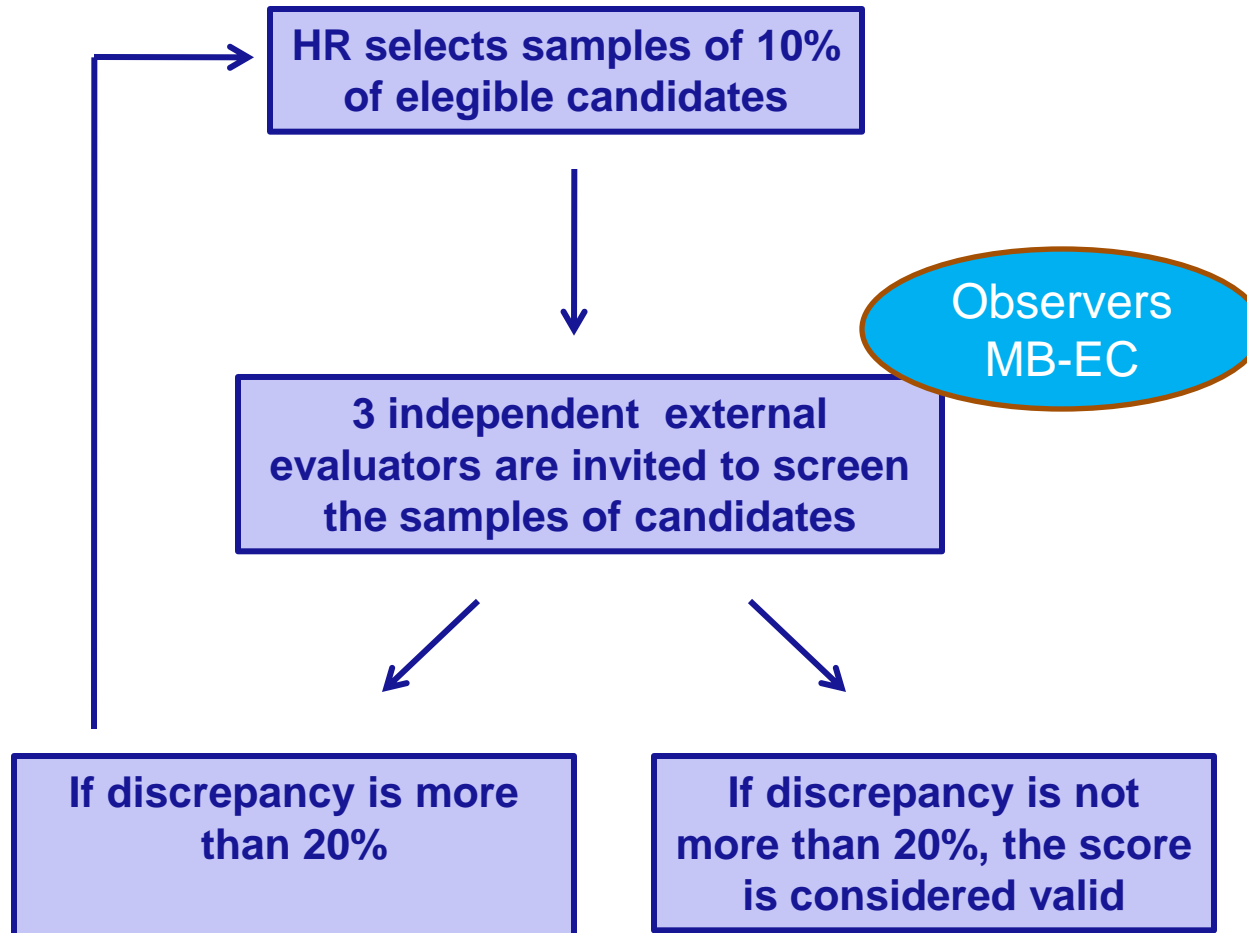 HR selects samples of 10%
of elegible candidates
Observers
MB-EC
3 independent  external
evaluators are invited to screen
the samples of candidates
If discrepancy is more
than 20%
If discrepancy is not
more than 20%, the score
is considered valid